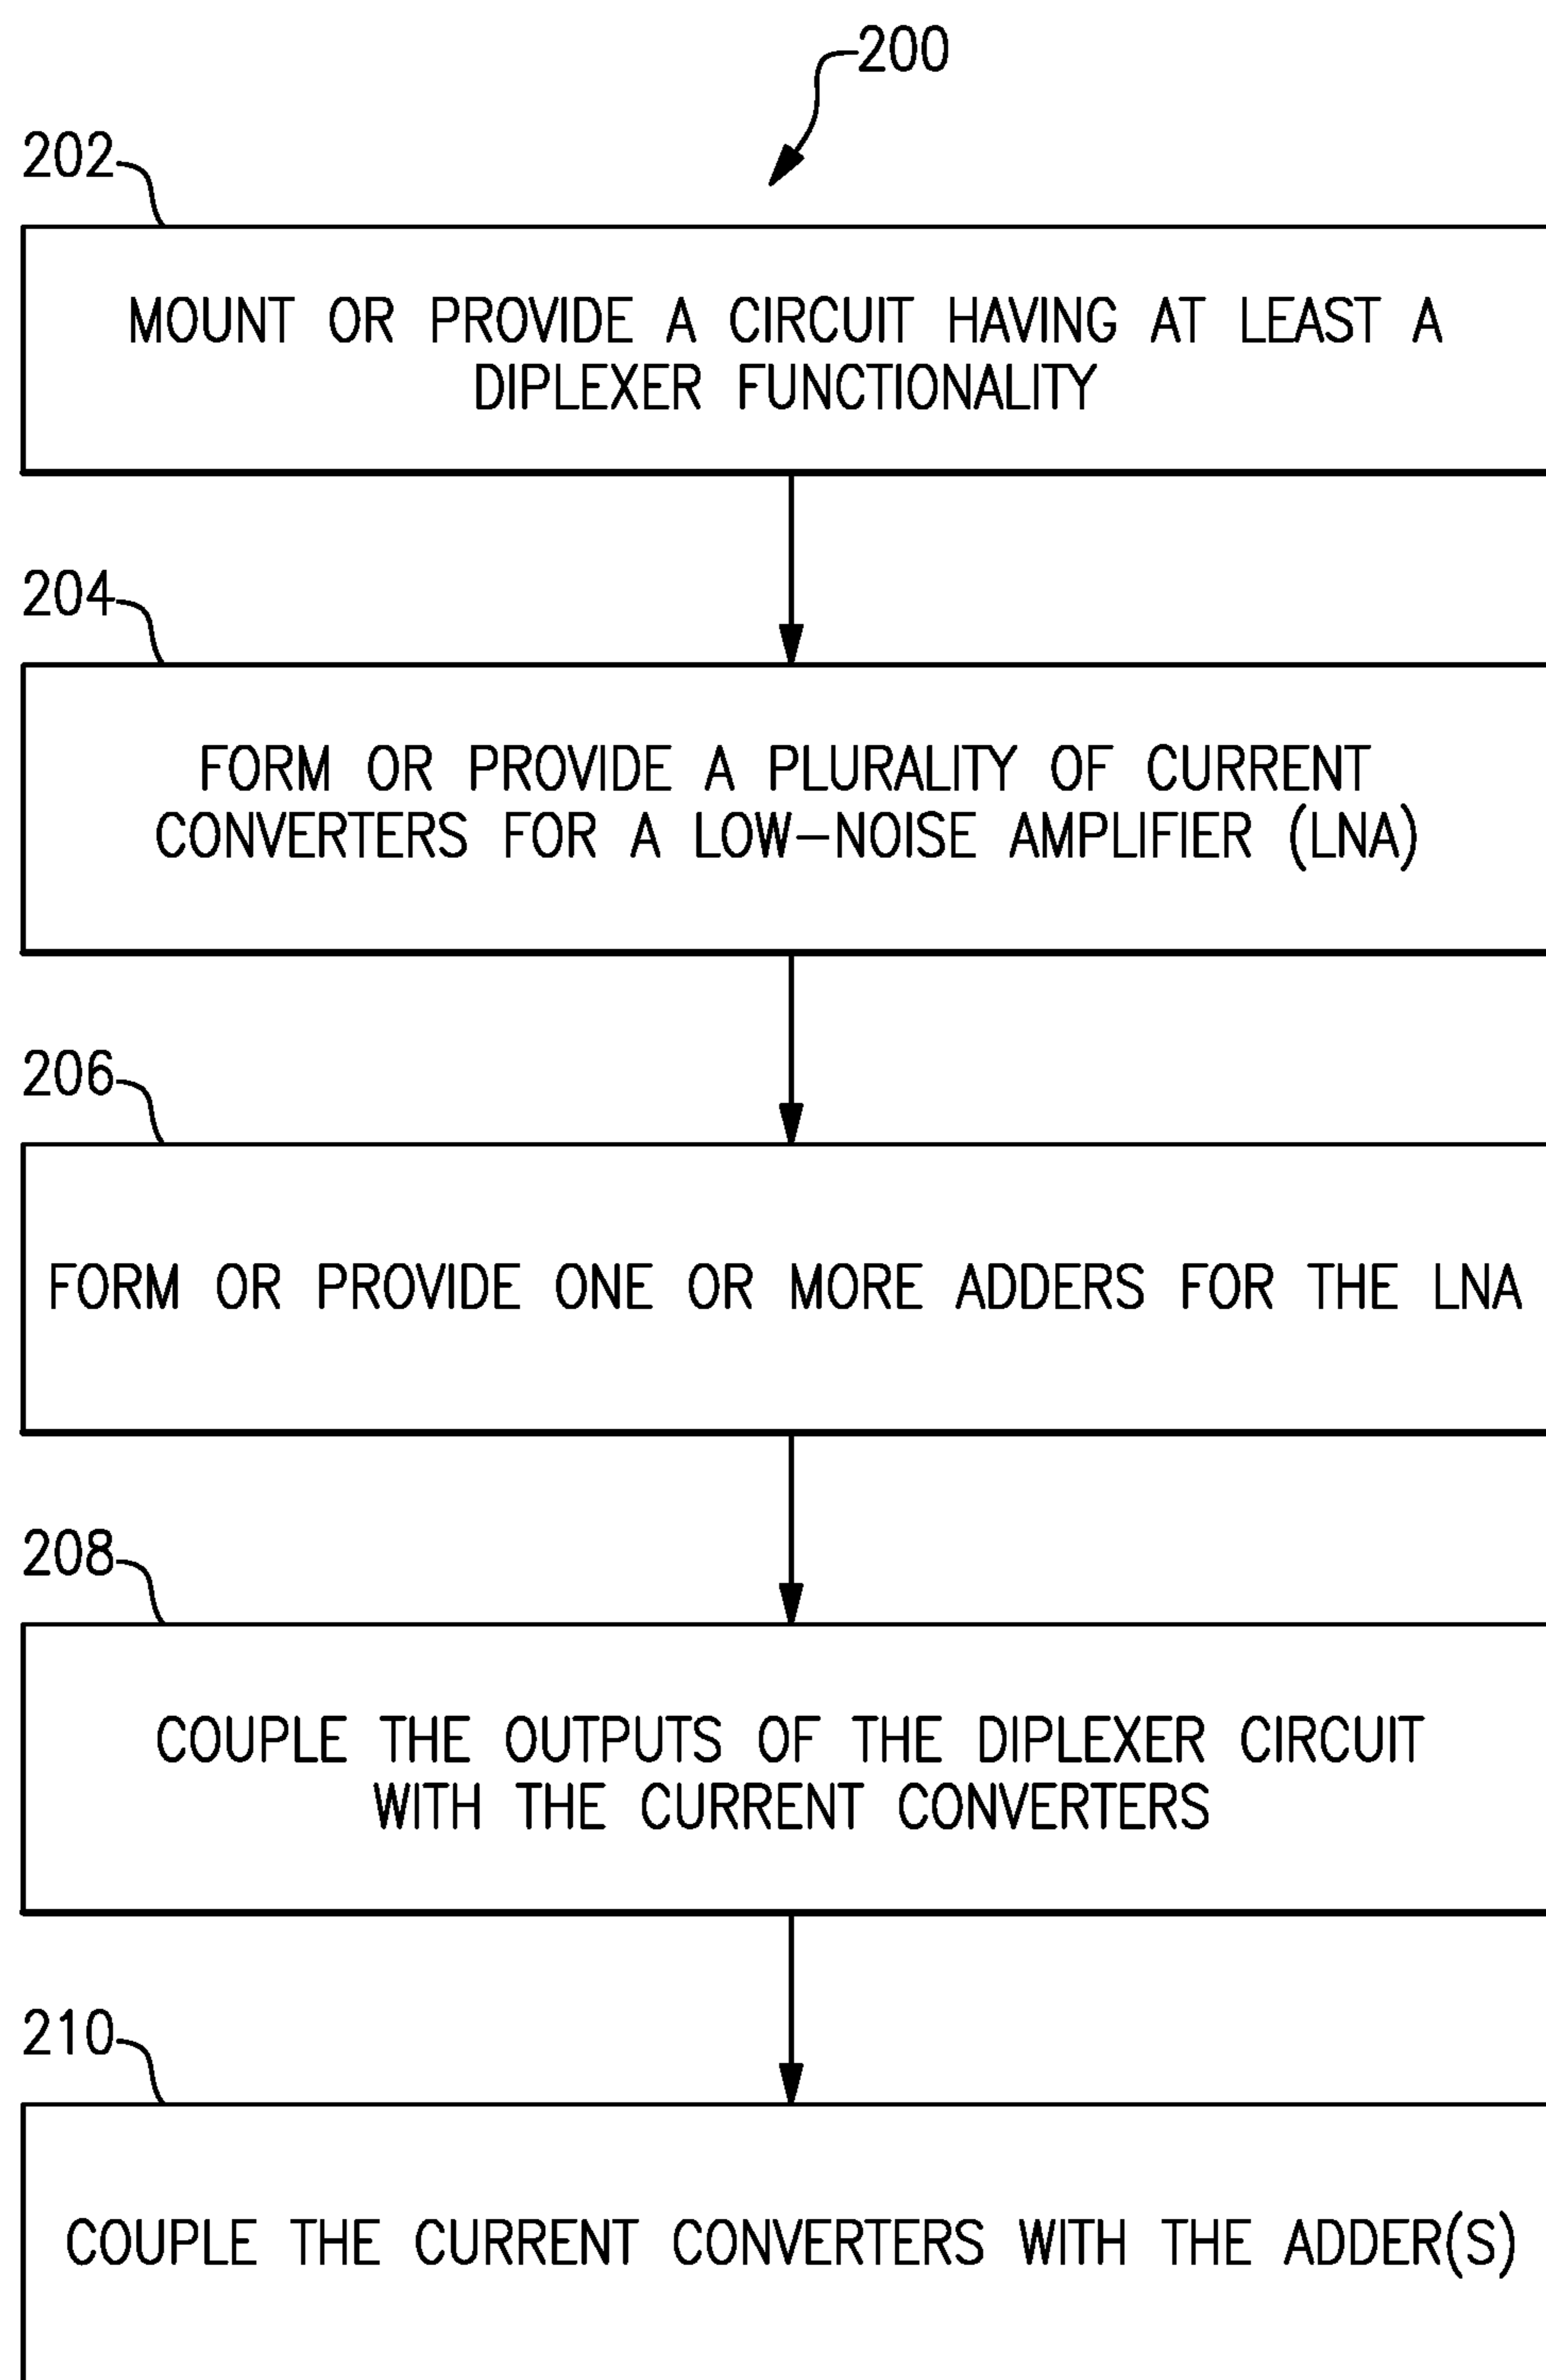 200
202
MOUNT OR PROVIDE A CIRCUIT HAVING AT LEAST A
DIPLEXER FUNCTIONALITY
204
FORM OR PROVIDE A PLURALITY OF CURRENT
CONVERTERS FOR A LOW-NOISE AMPLIFIER (LNA)
206
FORM OR PROVIDE ONE OR MORE ADDERS FOR THE LNA
208
COUPLE THE OUTPUTS OF THE DIPLEXER CIRCUIT
WITH THE CURRENT CONVERTERS
210
COUPLE THE CURRENT CONVERTERS WITH THE ADDER(S)